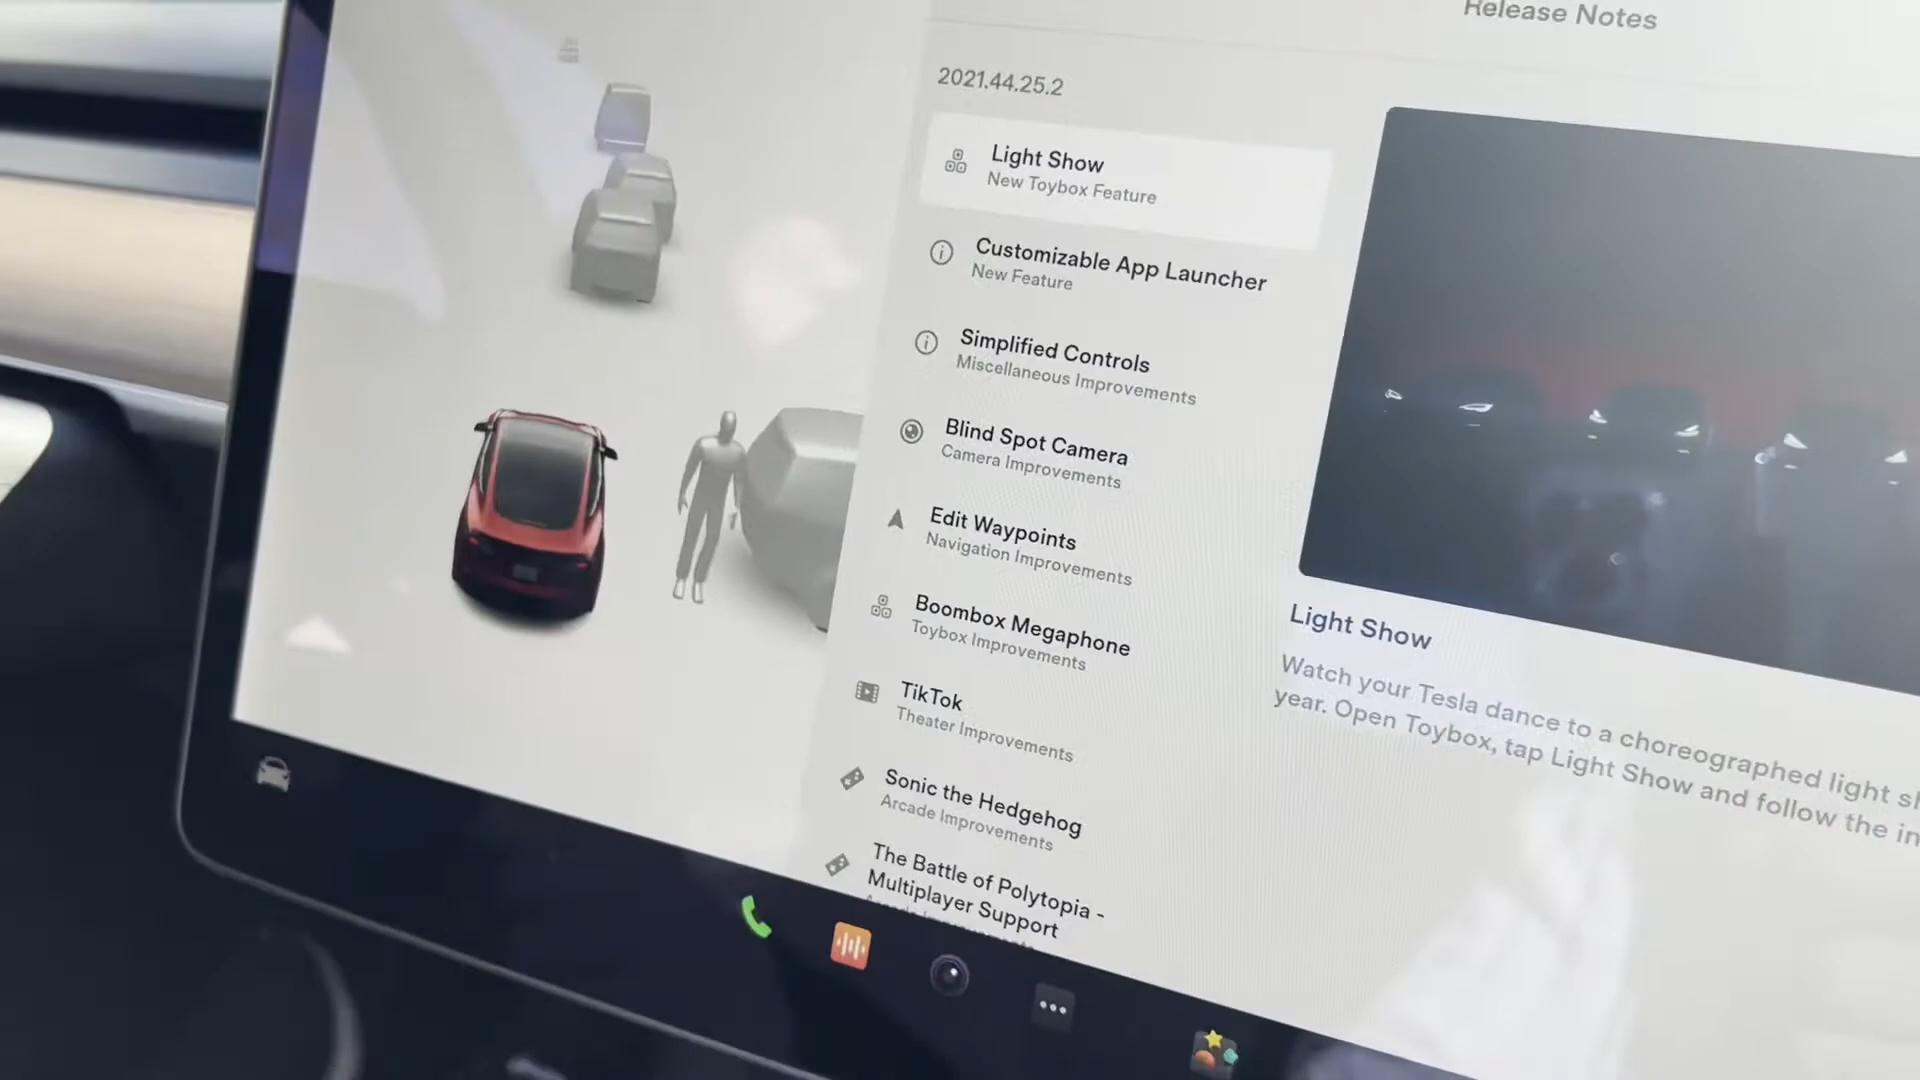 Release Notes
2021.44.25.2
Light Show
New Toybox Feature
Customizable App Launcher
New Feature
Simplified Controls
Miscellaneous Improvements
Blind Spot Camera
Camera Improvements
Edit Waypoints
Navigation Improvements
Boombox Megaphone
Toybox Improvements
TikTok
Theater Improvements
Sonic the Hedgehog
Arcade Improvements
The Battle of Polytopia -
Multiplayer Support
Light Show
Watch your Tesla dance to a choreographed light
year. Open Toybox, tap Light Show and follow the